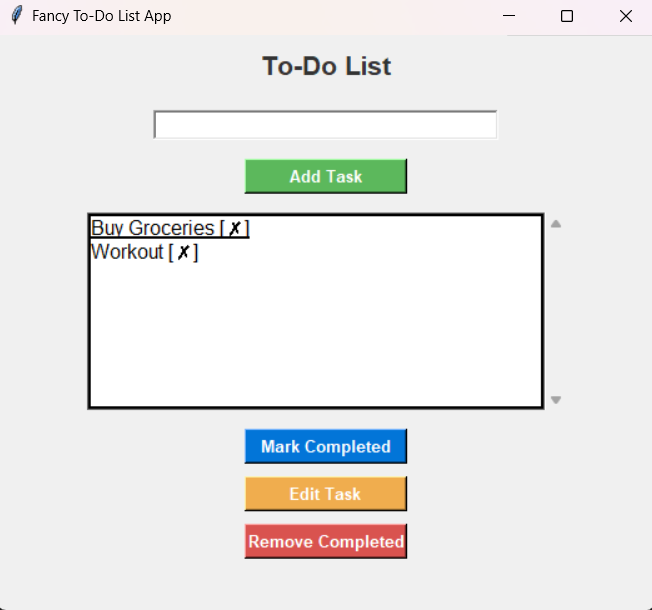 Fancy To-Do List App
To-Do List
Add Task
Buy Groceries [✗]
Workout [✗]
Mark Completed
Edit Task
Remove Completed